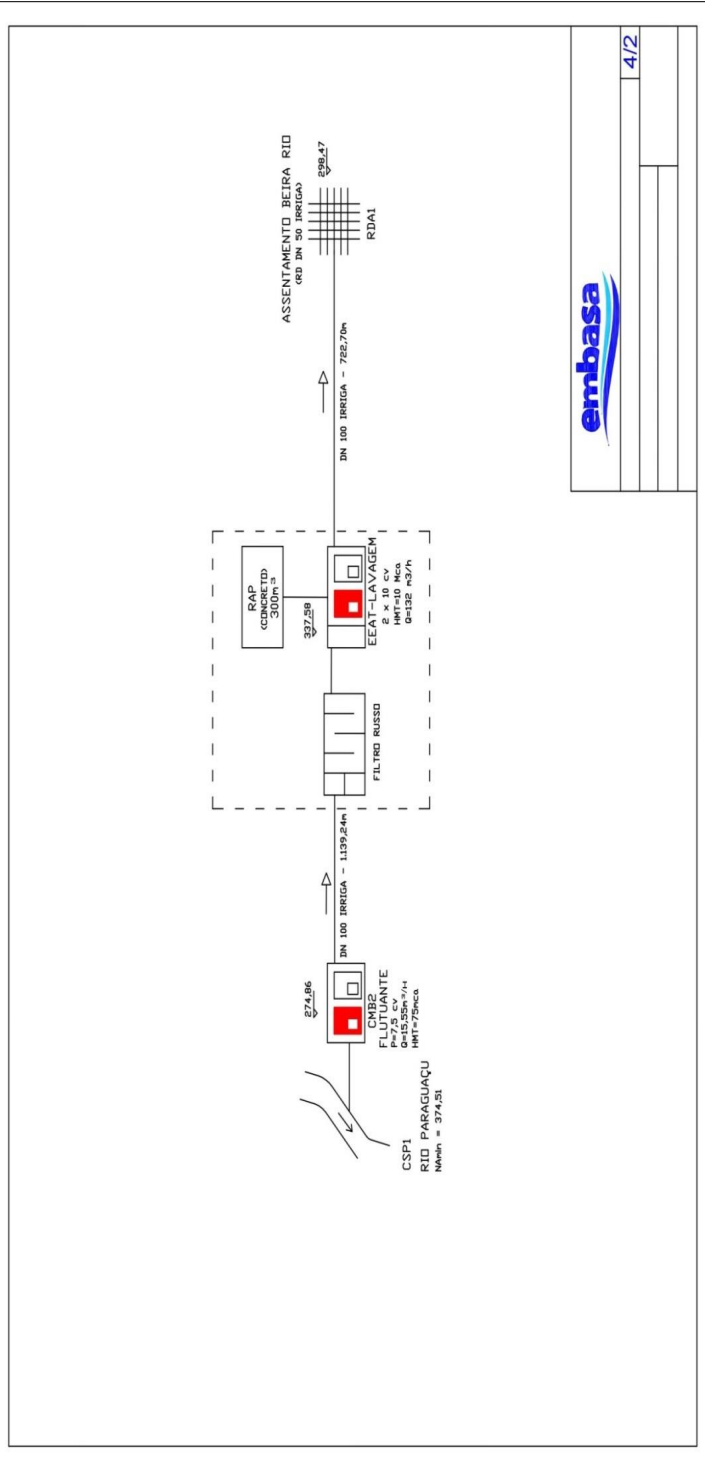 CSP1
RIO PARAGUAÇU
NAmin = 374,51
274,86
CMB2
FLUTUANTE
P=7,5 cv
Q=15,55m³/H
HMT=75mca
DN 100 IRRIGA - 1.139,24m
FILTRO RUSSO
RAP
(CONCRETO)
300m³
337,58
EEAT-LAVAGEM
2 x 10 cv
HMT=10 Mca
Q=132 m3/h
DN 100 IRRIGA - 722,70m
ASSENTAMENTO BEIRA RIO
(RD DN 50 IRRIGA)
298,47
RDA1
embasa
4/2